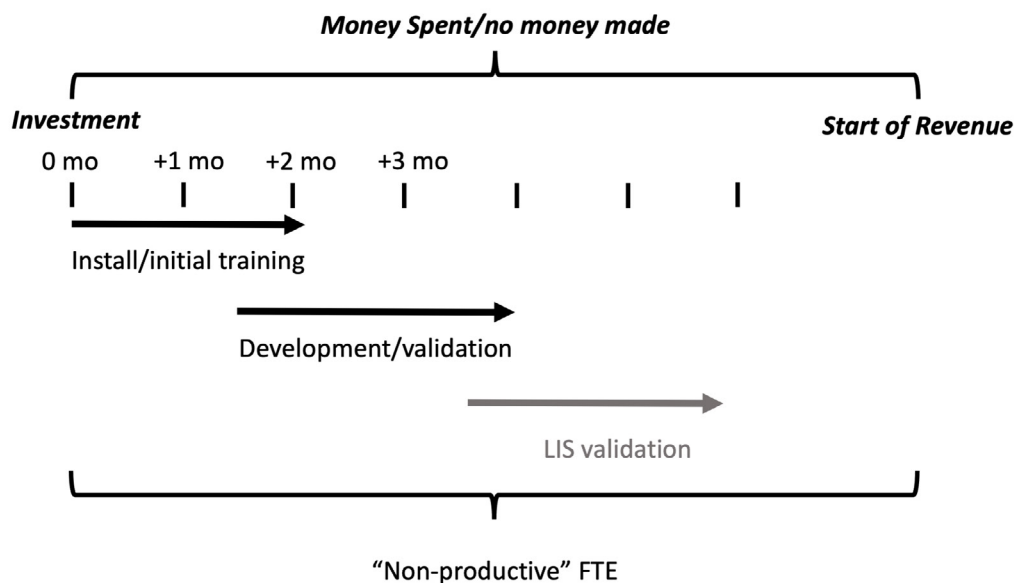 Money Spent/no money made
Investment
Start of Revenue
0 mo +1 mo +2 mo +3 mo
Install/initial training
Development/validation
LIS validation
“Non-productive” FTE